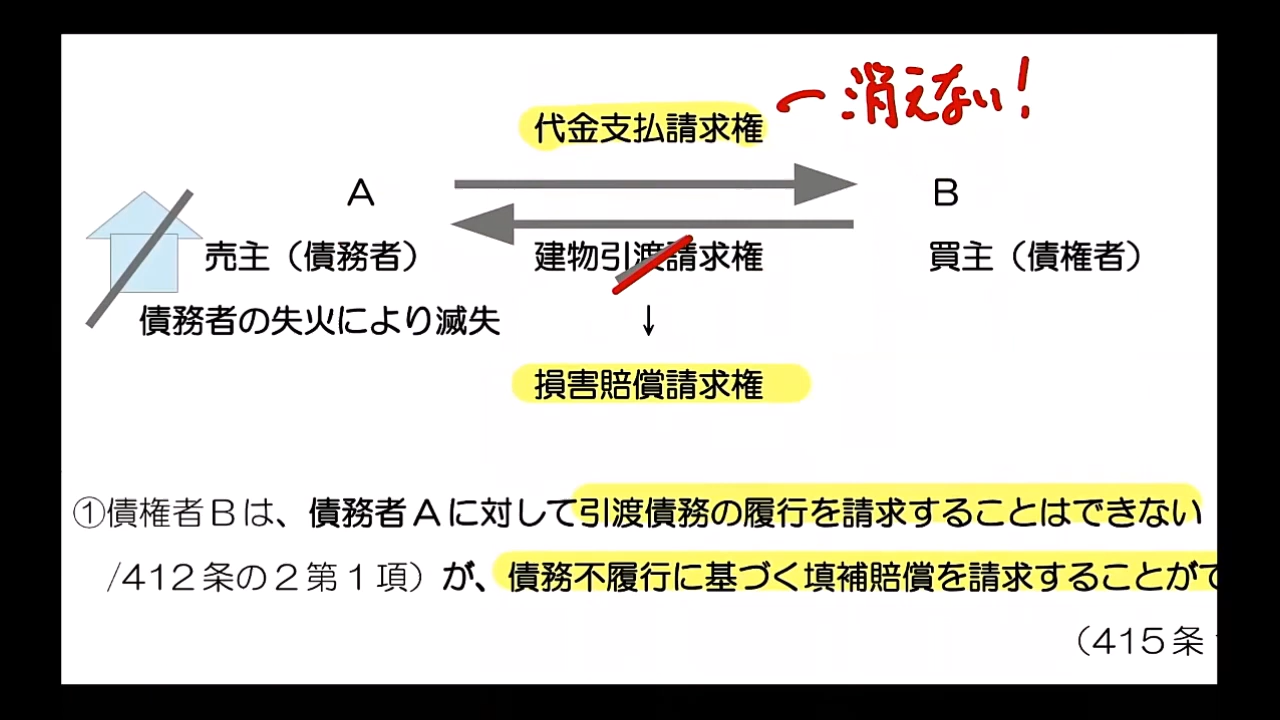 消えない!
代金支払請求権
A
B
売主(債務者)
建物引渡請求権
買主(債権者)
債務者の失火により滅失
↓
損害賠償請求権
①債権者Bは、債務者Aに対して引渡債務の履行を請求することはできない
/412条の2第1項)が、債務不履行に基づく填補賠償を請求することがで
(415条